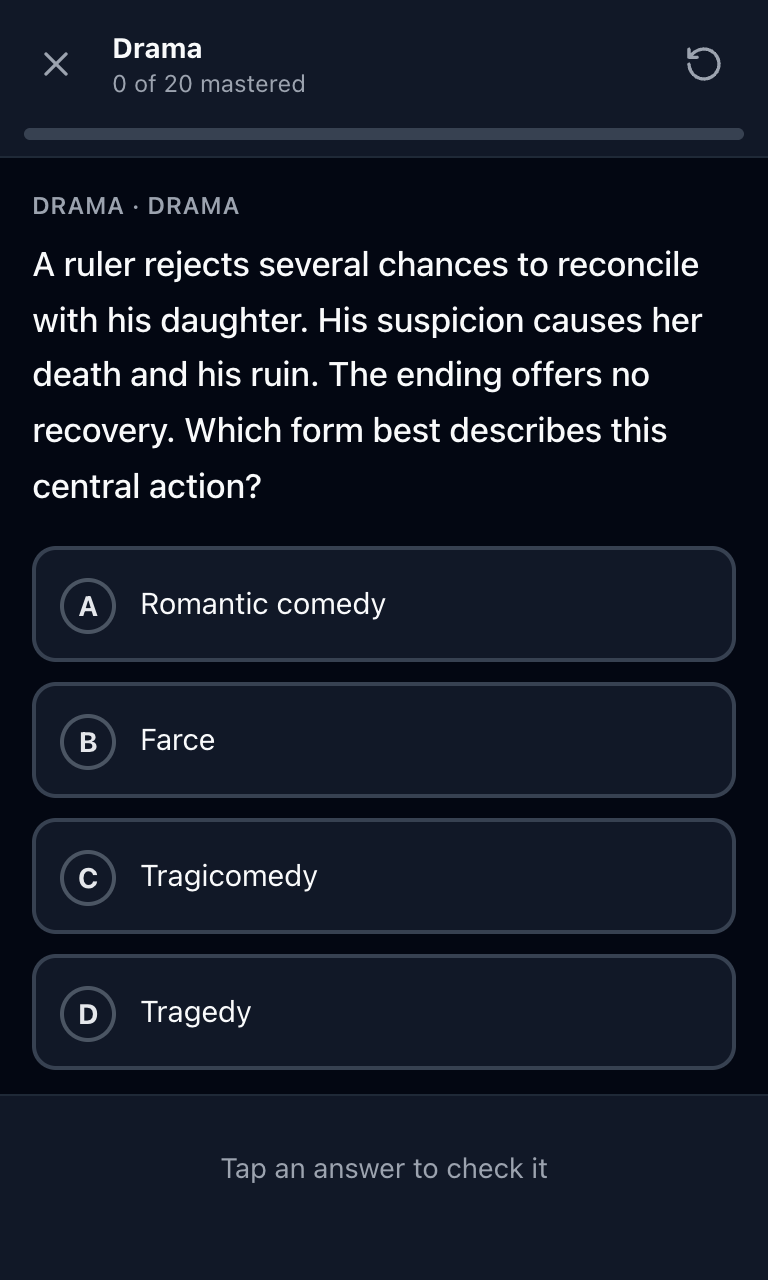 Drama
0 of 20 mastered
DRAMA · DRAMA
A ruler rejects several chances to reconcile
with his daughter. His suspicion causes her
death and his ruin. The ending offers no
recovery. Which form best describes this
central action?
A Romantic comedy
B Farce
C Tragicomedy
D Tragedy
Tap an answer to check it